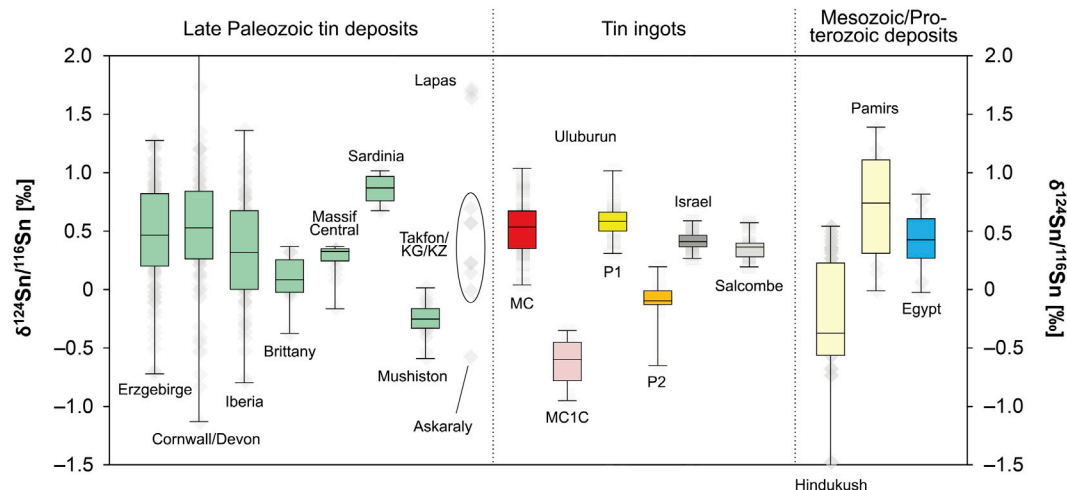 Late Paleozoic tin deposits
Tin ingots
Mesozoic/Pro-
terozoic deposits
δ¹²⁴Sn/¹¹⁶Sn [‰]
2.0
1.5
1.0
0.5
0
–0.5
–1.0
–1.5
Erzgebirge
Cornwall/Devon
Iberia
Brittany
Massif
Central
Sardinia
Mushiston
Lapas
Takfon/
KG/KZ
Askaraly
Uluburun
MC
MC1C
P1
P2
Israel
Salcombe
Pamirs
Egypt
Hindukush
2.0
1.5
1.0
0.5
0
–0.5
–1.0
–1.5
δ¹²⁴Sn/¹¹⁶Sn [‰]